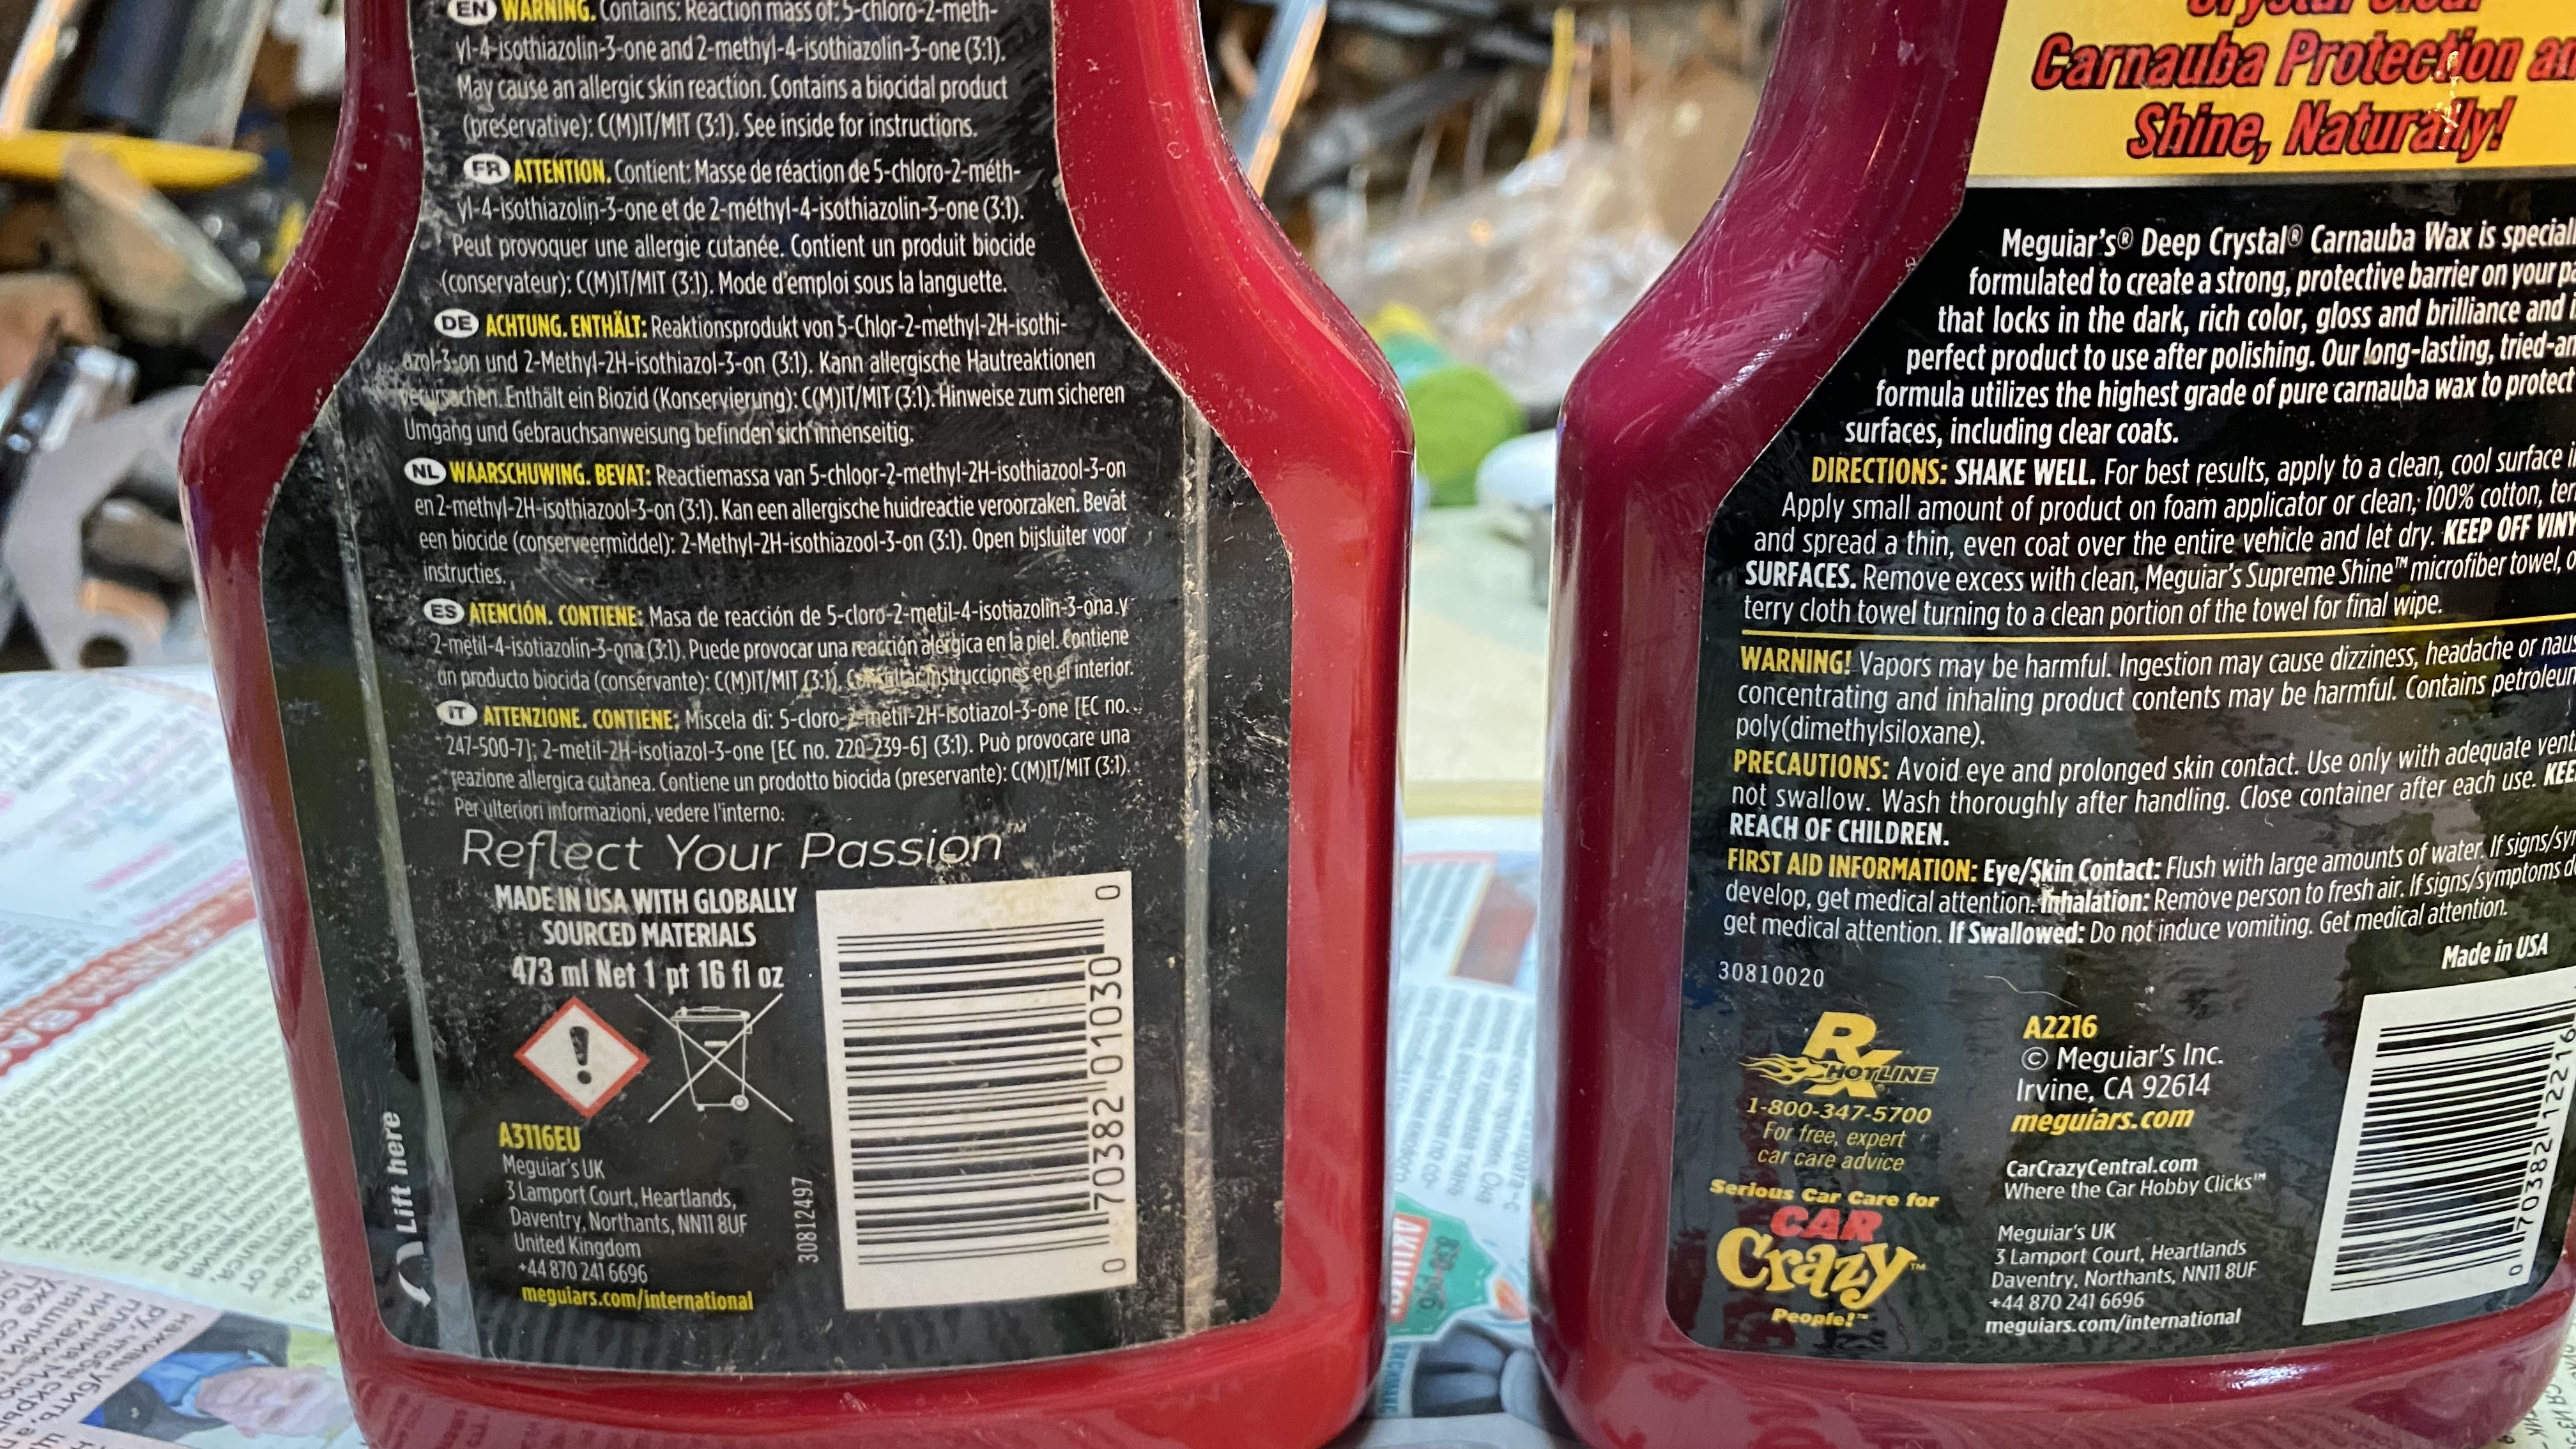 EN WARNING. Contains: Reaction mass of: 5-chloro-2-meth-
yl-4-isothiazolin-3-one and 2-methyl-4-isothiazolin-3-one (3:1).
May cause an allergic skin reaction. Contains a biocidal product
(preservative): C(M)IT/MIT (3:1). See inside for instructions.
FR ATTENTION. Contient: Masse de réaction de 5-chloro-2-méth-
yl-4-isothiazolin-3-one et de 2-méthyl-4-isothiazolin-3-one (3:1).
Peut provoquer une allergie cutanée. Contient un produit biocide
(conservateur): C(M)IT/MIT (3:1). Mode d'emploi sous la languette.
DE ACHTUNG. ENTHÄLT: Reaktionsprodukt von 5-Chlor-2-methyl-2H-isothi-
azol-3-on und 2-Methyl-2H-isothiazol-3-on (3:1). Kann allergische Hautreaktionen
verursachen. Enthält ein Biozid (Konservierung): C(M)IT/MIT (3:1). Hinweise zum sicheren
Umgang und Gebrauchsanweisung befinden sich innenseitig.
NL WAARSCHUWING. BEVAT: Reactiemassa van 5-chloor-2-methyl-2H-isothiazool-3-on
en 2-methyl-2H-isothiazool-3-on (3:1). Kan een allergische huidreactie veroorzaken. Bevat
een biocide (conserveermiddel): 2-Methyl-2H-isothiazool-3-on (3:1). Open bijsluiter voor
instructies.
ES ATENCIÓN. CONTIENE: Masa de reacción de 5-cloro-2-metil-4-isotiazolin-3-ona y
2-metil-4-isotiazolin-3-ona (3:1). Puede provocar una reacción alérgica en la piel. Contiene
un producto biocida (conservante): C(M)IT/MIT (3:1). Consultar instrucciones en el interior.
IT ATTENZIONE. CONTIENE: Miscela di: 5-cloro-2-metil-2H-isotiazol-3-one [EC no.
247-500-7]; 2-metil-2H-isotiazol-3-one [EC no. 220-239-6] (3:1). Può provocare una
reazione allergica cutanea. Contiene un prodotto biocida (preservante): C(M)IT/MIT (3:1).
Per ulteriori informazioni, vedere l'interno.
Reflect Your Passion™
MADE IN USA WITH GLOBALLY
SOURCED MATERIALS
473 ml Net 1 pt 16 fl oz
A3116EU
Meguiar's UK
3 Lamport Court, Heartlands,
Daventry, Northants, NN11 8UF
United Kingdom
+44 870 241 6696
meguiars.com/international
Lift here
30812497
0 70382 01030 0
Crystal Clear
Carnauba Protection
Shine, Naturally!
Meguiar's® Deep Crystal® Carnauba Wax is
formulated to create a strong, protective barrier on your
that locks in the dark, rich color, gloss and brilliance and
perfect product to use after polishing. Our long-lasting,
formula utilizes the highest grade of pure carnauba wax to protect
surfaces, including clear coats.
DIRECTIONS: SHAKE WELL. For best results, apply to a clean, cool surface
Apply small amount of product on foam applicator or clean, 100% cotton,
and spread a thin, even coat over the entire vehicle and let dry. KEEP OFF
SURFACES. Remove excess with clean, Meguiar's Supreme Shine™ microfiber towel,
terry cloth towel turning to a clean portion of the towel for final wipe.
WARNING! Vapors may be harmful. Ingestion may cause dizziness, headache or
concentrating and inhaling product contents may be harmful. Contains
poly(dimethylsiloxane).
PRECAUTIONS: Avoid eye and prolonged skin contact. Use only with adequate
not swallow. Wash thoroughly after handling. Close container after each use.
REACH OF CHILDREN.
FIRST AID INFORMATION: Eye/Skin Contact: Flush with large amounts of water. If
develop, get medical attention. Inhalation: Remove person to fresh air. If signs/symptoms
get medical attention. If Swallowed: Do not induce vomiting. Get medical attention.
Made in USA
30810020
RX HOTLINE
1-800-347-5700
For free, expert
car care advice
Serious Car Care for
CAR
Crazy™
People!™
A2216
© Meguiar's Inc.
Irvine, CA 92614
meguiars.com
CarCrazyCentral.com
Where the Car Hobby Clicks™
Meguiar's UK
3 Lamport Court, Heartlands
Daventry, Northants, NN11 8UF
+44 870 241 6696
meguiars.com/international
0 70382 12216